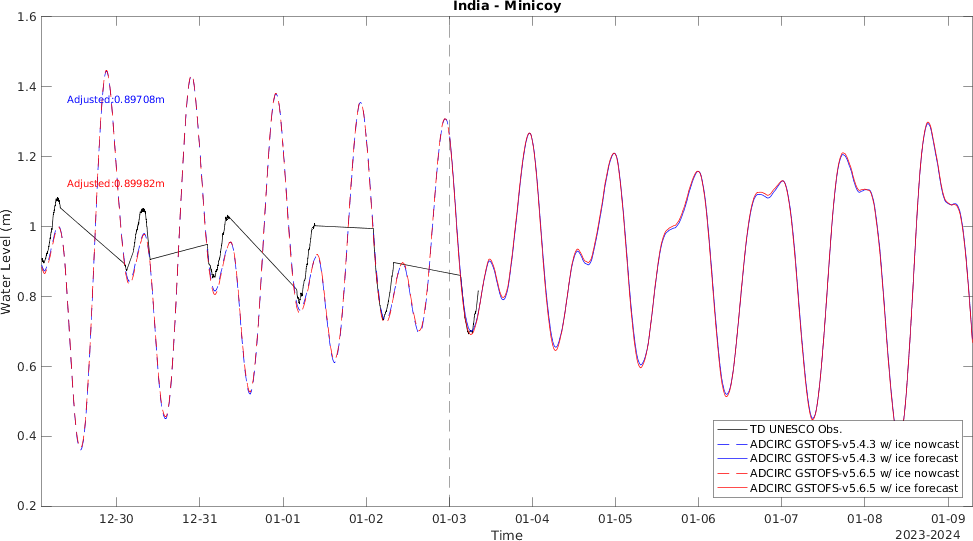 India - Minicoy
1.6
1.4
1.2
1
0.8
0.6
0.4
0.2
Water Level (m)
Adjusted:0.89708m
Adjusted:0.89982m
TD UNESCO Obs.
ADCIRC GSTOFS-v5.4.3 w/ ice nowcast
ADCIRC GSTOFS-v5.4.3 w/ ice forecast
ADCIRC GSTOFS-v5.6.5 w/ ice nowcast
ADCIRC GSTOFS-v5.6.5 w/ ice forecast
12-30 12-31 01-01 01-02 01-03 01-04 01-05 01-06 01-07 01-08 01-09
Time
2023-2024